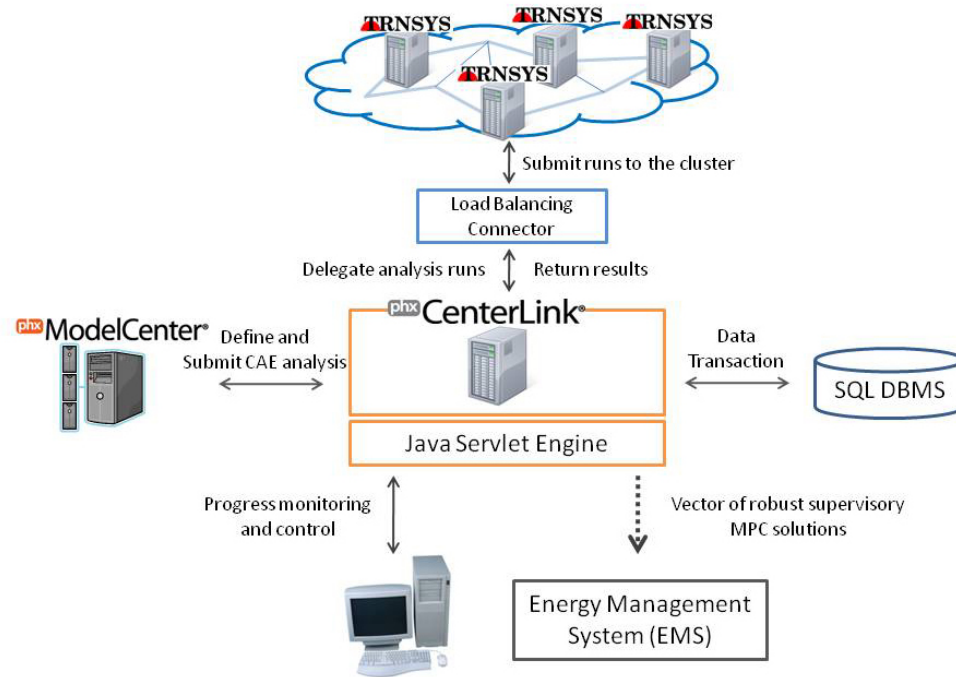 TRNSYS
TRNSYS
TRNSYS
TRNSYS
Submit runs to the cluster
Load Balancing
Connector
Delegate analysis runs
Return results
phx ModelCenter®
phx CenterLink®
Define and
Submit CAE analysis
Data
Transaction
SQL DBMS
Java Servlet Engine
Progress monitoring
and control
Vector of robust supervisory
MPC solutions
Energy Management
System (EMS)